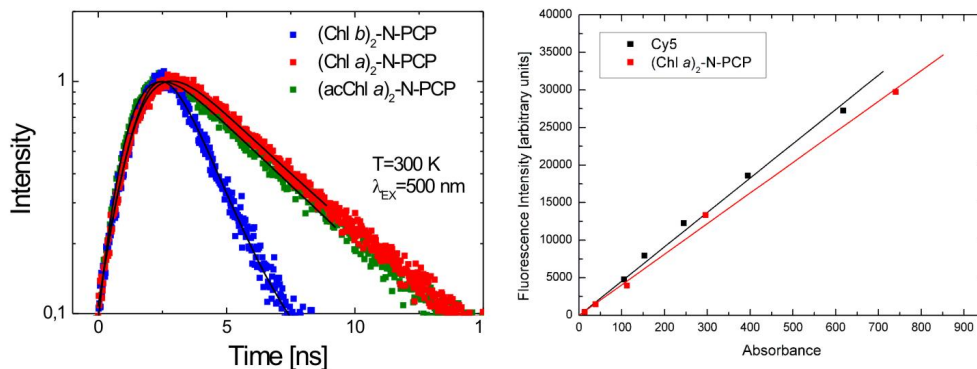 (Chl b)₂-N-PCP
(Chl a)₂-N-PCP
(acChl a)₂-N-PCP
T=300 K
λEX=500 nm
Intensity
1
0,1
0
5
10
1
Time [ns]
Cy5
(Chl a)₂-N-PCP
Fluorescence Intensity [arbitrary units]
40000
35000
30000
25000
20000
15000
10000
5000
0
0
100
200
300
400
500
600
700
800
900
Absorbance